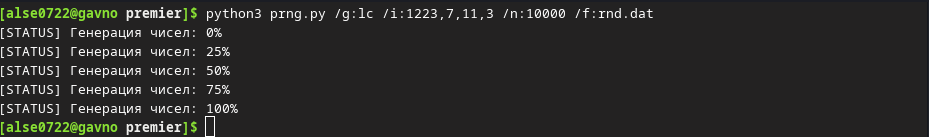 [alse0722@gavno premier]$ python3 prng.py /g:lc /i:1223,7,11,3 /n:10000 /f:rnd.dat
[STATUS] Генерация чисел: 0%
[STATUS] Генерация чисел: 25%
[STATUS] Генерация чисел: 50%
[STATUS] Генерация чисел: 75%
[STATUS] Генерация чисел: 100%
[alse0722@gavno premier]$